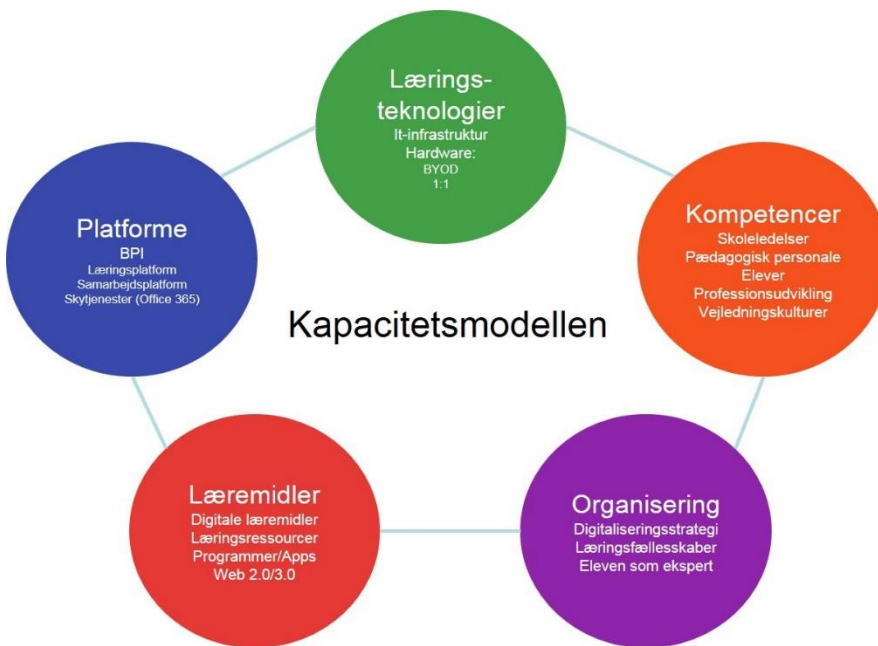 Lærings-
teknologier
It-infrastruktur
Hardware:
BYOD
1:1
Platforme
BPI
Læringsplatform
Samarbejdsplatform
Skytjenester (Office 365)
Kompetencer
Skoleledelser
Pædagogisk personale
Elever
Professionsudvikling
Vejledningskulturer
Kapacitetsmodellen
Læremidler
Digitale læremidler
Læringsressourcer
Programmer/Apps
Web 2.0/3.0
Organisering
Digitaliseringsstrategi
Læringsfællesskaber
Eleven som ekspert